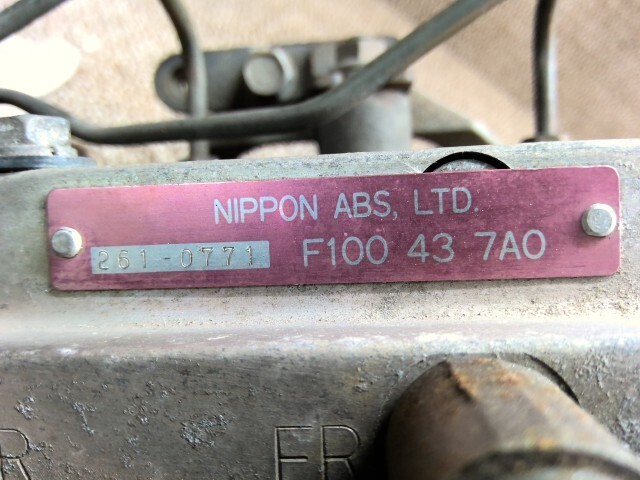 NIPPON ABS, LTD.
261-0771 F100 43 7A0
R FR